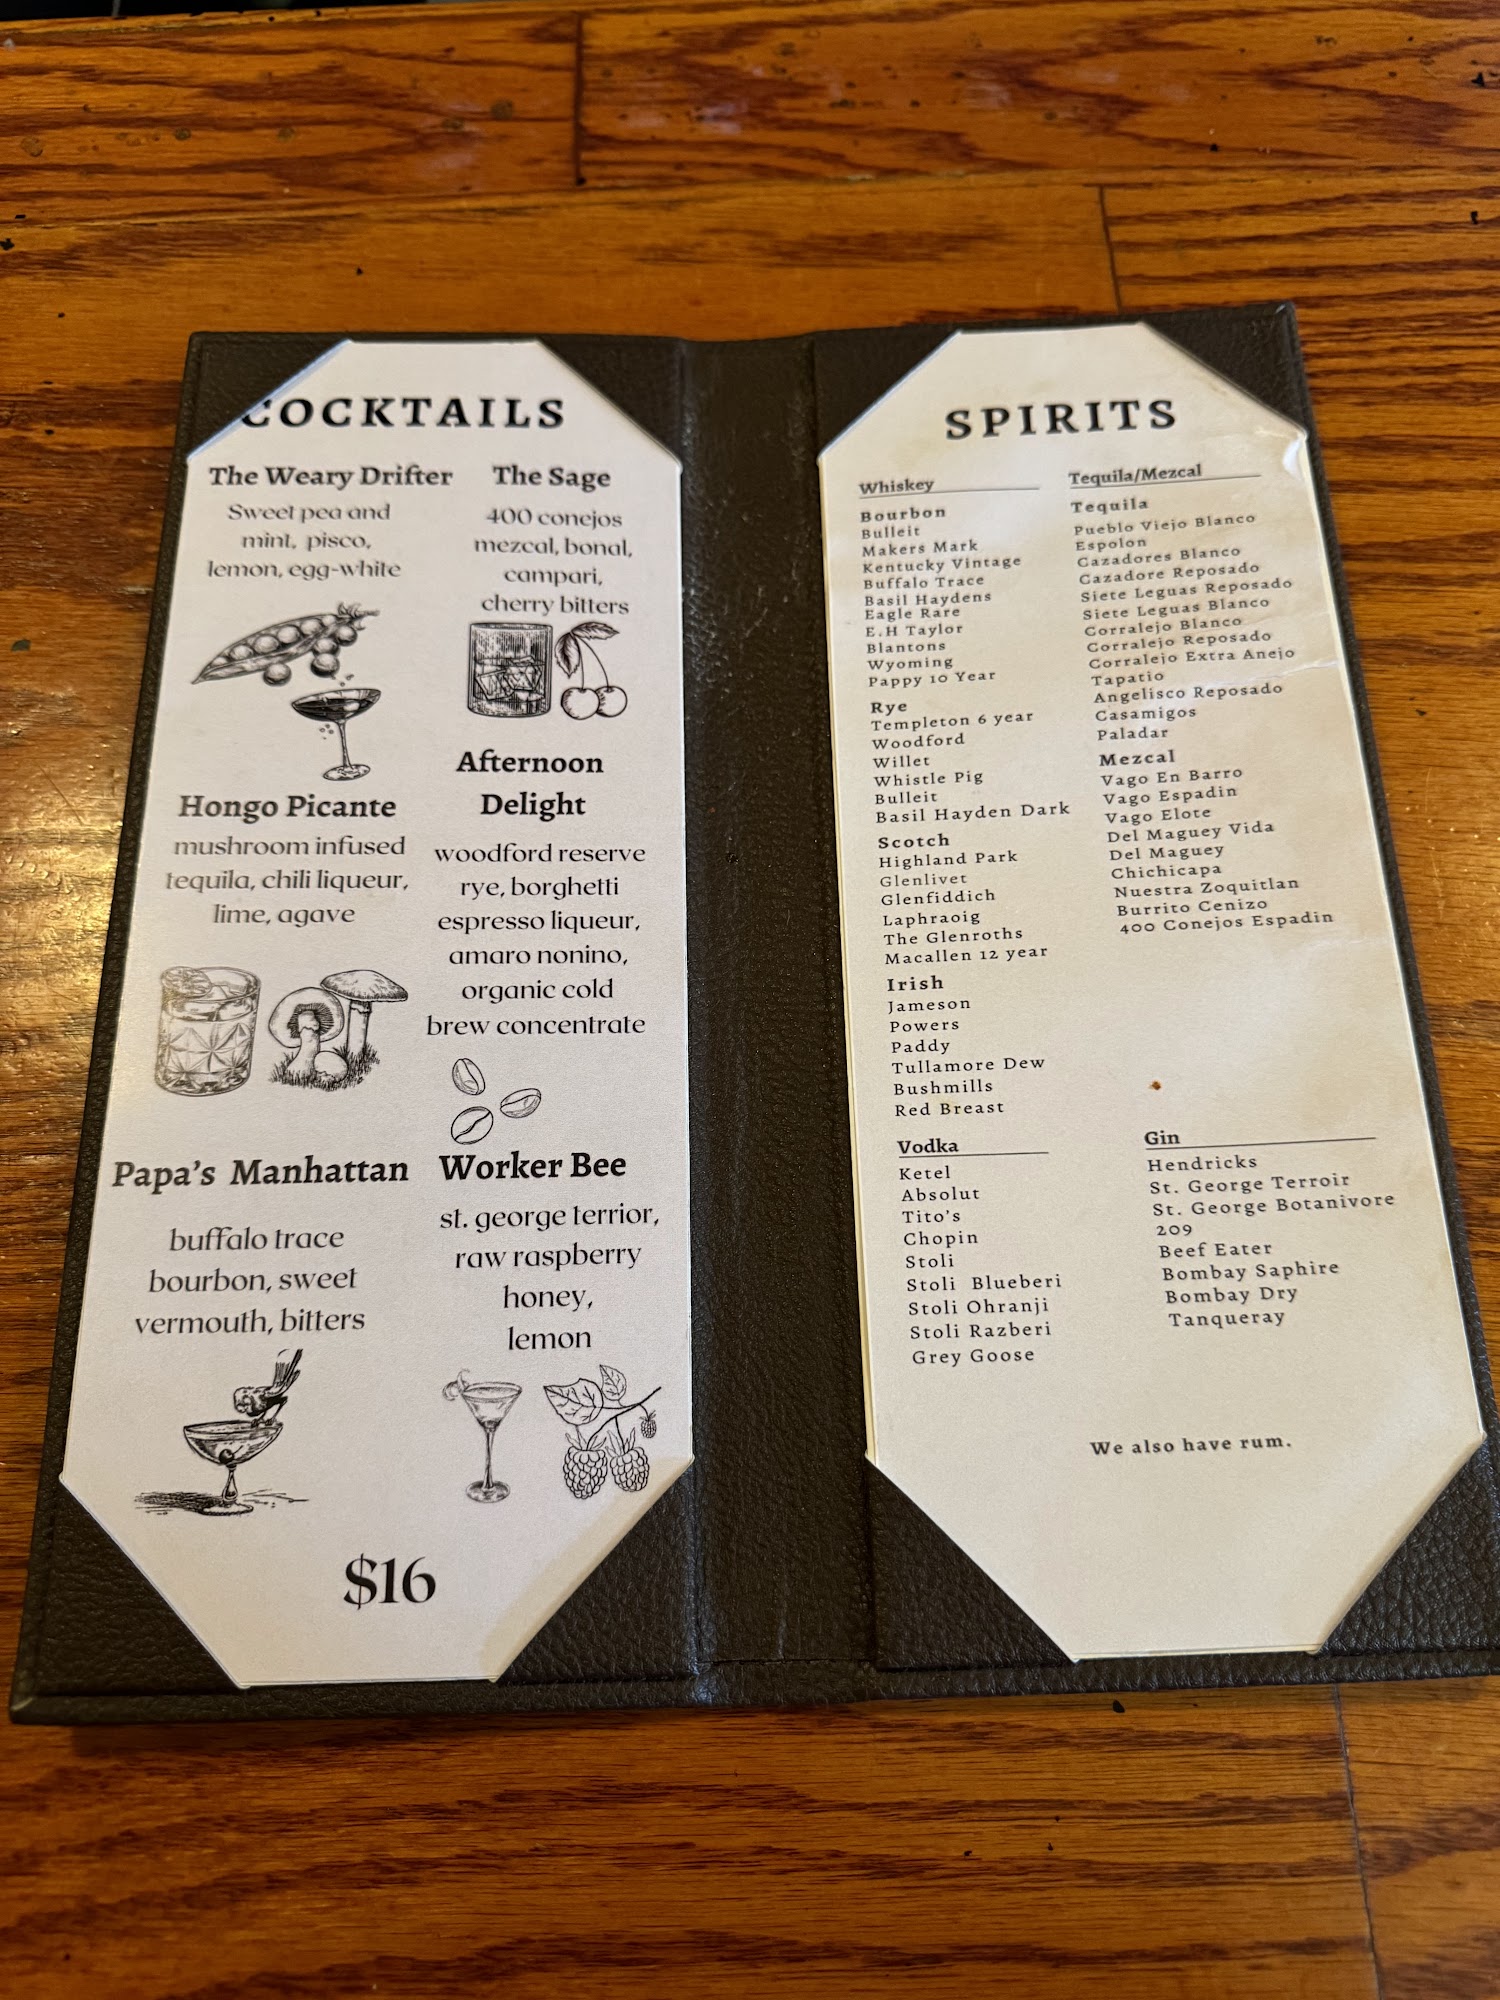 COCKTAILS
The Weary Drifter
Sweet pea and
mint, pisco,
lemon, egg-white
The Sage
400 conejos
mezcal, bonal,
campari,
cherry bitters
Hongo Picante
mushroom infused
tequila, chili liqueur,
lime, agave
Afternoon
Delight
woodford reserve
rye, borghetti
espresso liqueur,
amaro nonino,
organic cold
brew concentrate
Papa's Manhattan
buffalo trace
bourbon, sweet
vermouth, bitters
Worker Bee
st. george terrior,
raw raspberry
honey,
lemon
$16
SPIRITS
Whiskey
Bourbon
Bulleit
Makers Mark
Kentucky Vintage
Buffalo Trace
Basil Haydens
Eagle Rare
E.H Taylor
Blantons
Wyoming
Pappy 10 Year
Rye
Templeton 6 year
Woodford
Willet
Whistle Pig
Bulleit
Basil Hayden Dark
Scotch
Highland Park
Glenlivet
Glenfiddich
Laphraoig
The Glenroths
Macallen 12 year
Irish
Jameson
Powers
Paddy
Tullamore Dew
Bushmills
Red Breast
Tequila/Mezcal
Tequila
Pueblo Viejo Blanco
Espolon
Cazadores Blanco
Cazadore Reposado
Siete Leguas Reposado
Siete Leguas Blanco
Corralejo Blanco
Corralejo Reposado
Corralejo Extra Anejo
Tapatio
Angelisco Reposado
Casamigos
Paladar
Mezcal
Vago En Barro
Vago Espadin
Vago Elote
Del Maguey Vida
Del Maguey
Chichicapa
Nuestra Zoquitlan
Burrito Cenizo
400 Conejos Espadin
Vodka
Ketel
Absolut
Tito's
Chopin
Stoli
Stoli Blueberi
Stoli Ohranji
Stoli Razberi
Grey Goose
Gin
Hendricks
St. George Terroir
St. George Botanivore
209
Beef Eater
Bombay Saphire
Bombay Dry
Tanqueray
We also have rum.